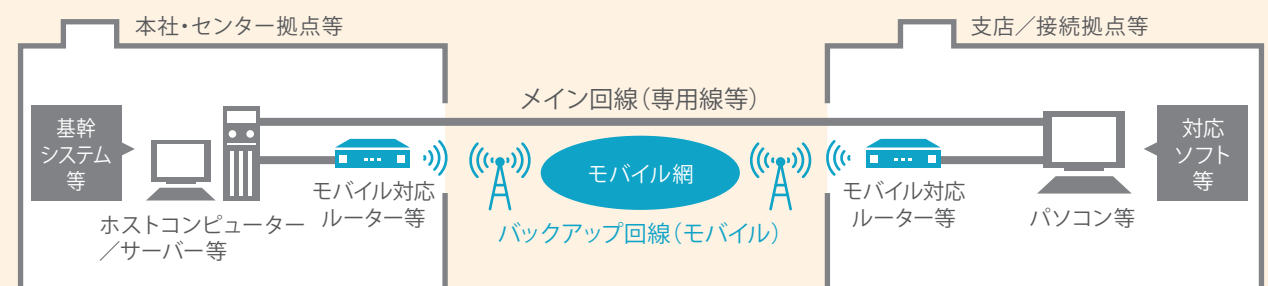 本社・センター拠点等
支店／接続拠点等
メイン回線（専用線等）
基幹
システム
等
対応
ソフト
等
モバイル網
モバイル対応
ルーター等
モバイル対応
ルーター等
ホストコンピューター
／サーバー等
パソコン等
バックアップ回線（モバイル）